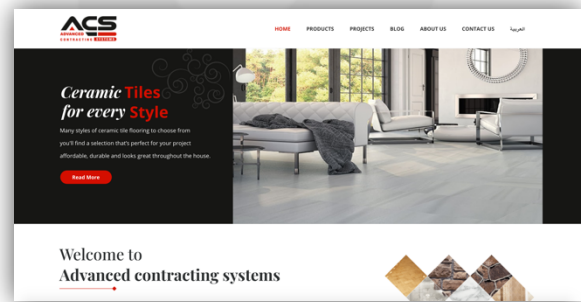 ACS
ADVANCED
CONTRACTING SYSTEMS
HOME PRODUCTS PROJECTS BLOG ABOUT US CONTACT US العربية
Ceramic Tiles
for every Style
Many styles of ceramic tile flooring to choose from
you'll find a selection that's perfect for your project
affordable, durable and looks great throughout the house.
Read More
Welcome to
Advanced contracting systems